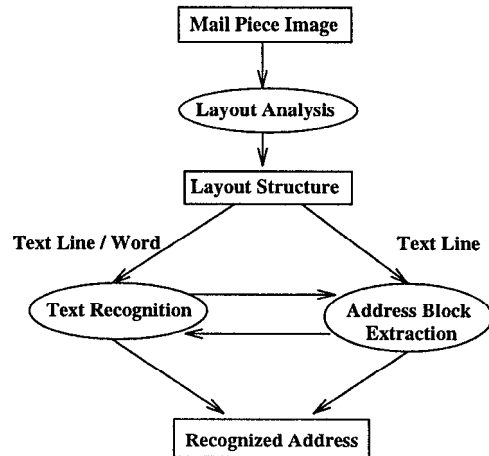 Mail Piece Image
Layout Analysis
Layout Structure
Text Line / Word
Text Line
Text Recognition
Address Block
Extraction
Recognized Address